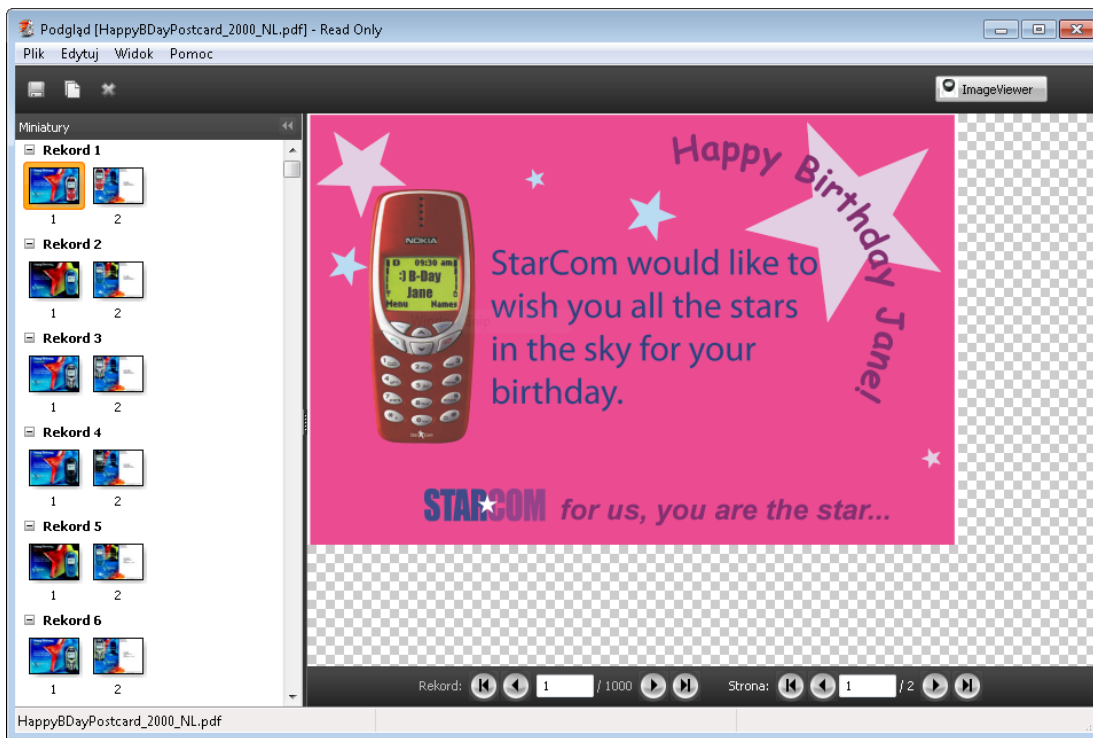 Podgląd [HappyBDayPostcard_2000_NL.pdf] - Read Only
Plik Edytuj Widok Pomoc
ImageViewer
Miniatury
Rekord 1
1 2
Rekord 2
1 2
Rekord 3
1 2
Rekord 4
1 2
Rekord 5
1 2
Rekord 6
1 2
Happy Birthday Jane!
NOKIA
09:30 am
:) B-Day
Jane
Menu Names
StarCom would like to
wish you all the stars
in the sky for your
birthday.
STARCOM for us, you are the star...
Rekord: 1 / 1000 Strona: 1 / 2
HappyBDayPostcard_2000_NL.pdf